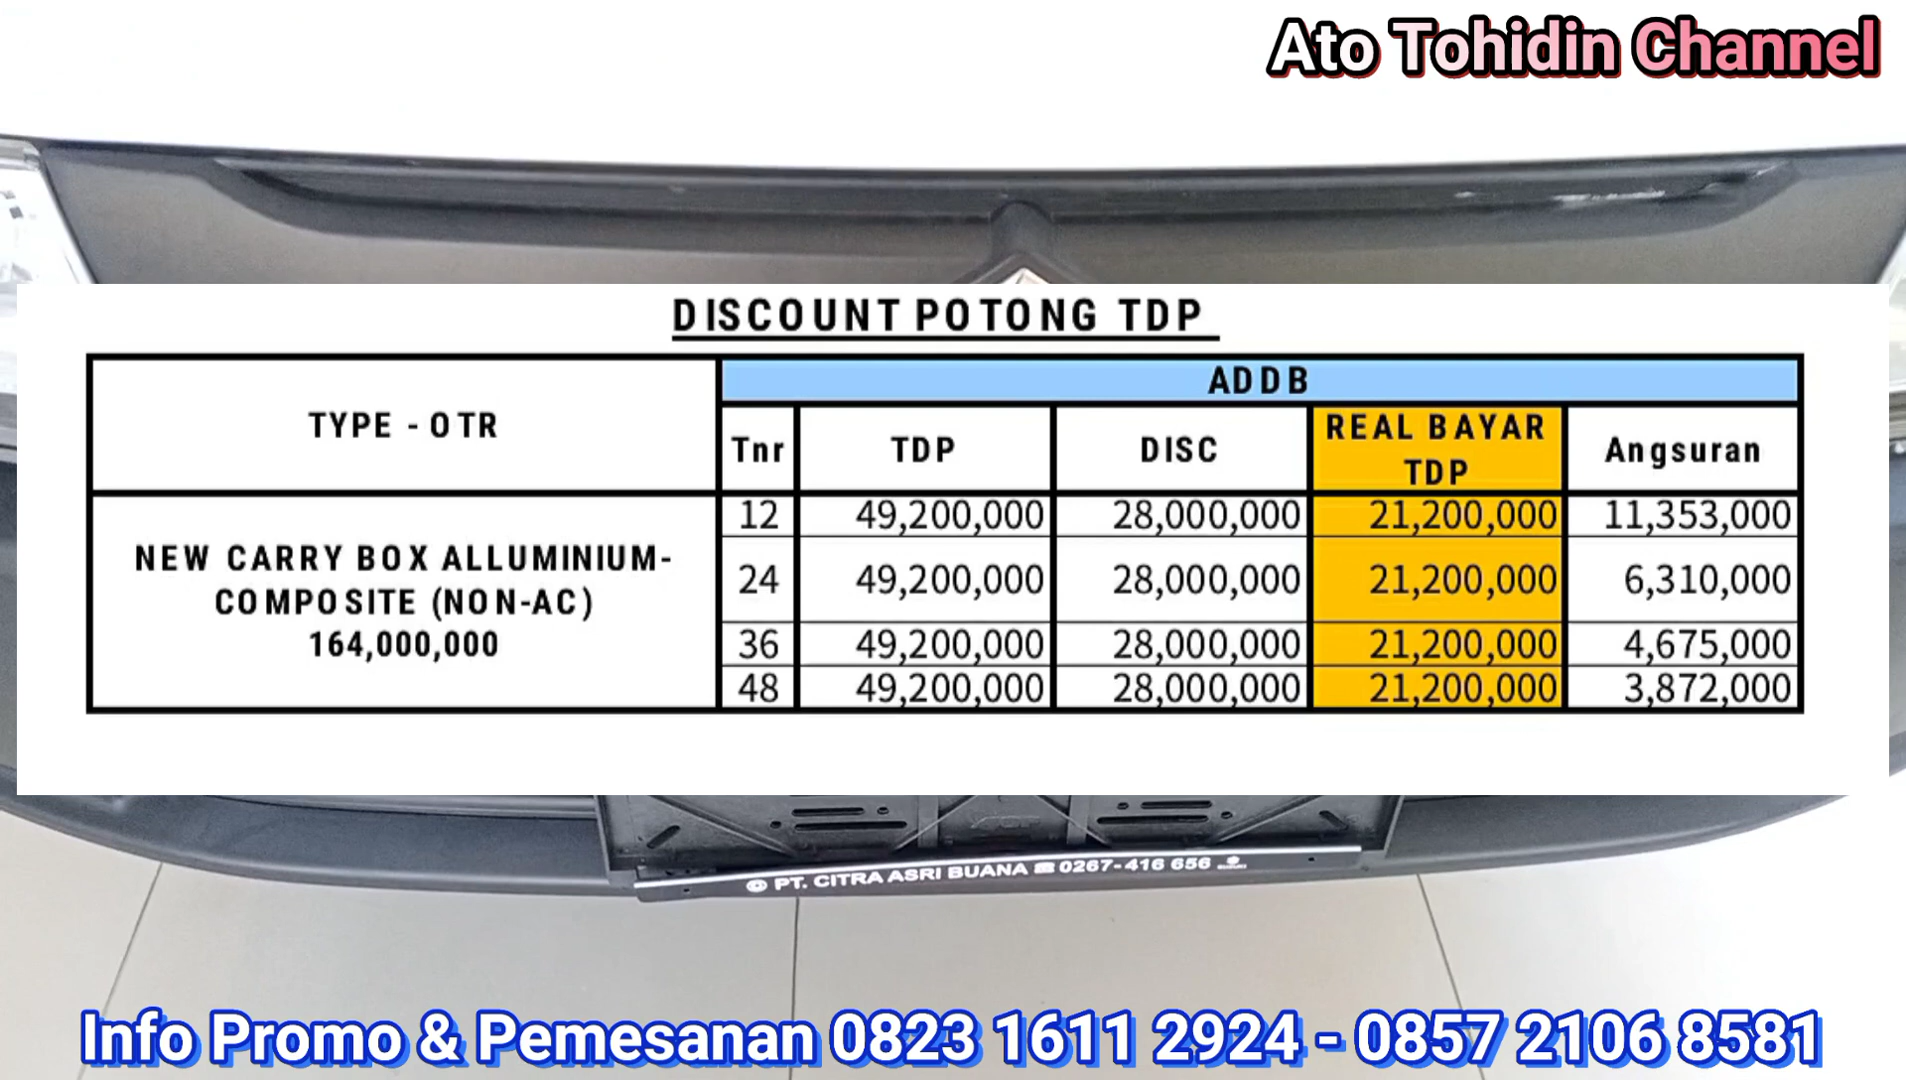 Ato Tohidin Channel
DISCOUNT POTONG TDP
TYPE - OTR
ADDB
Tnr TDP DISC REAL BAYAR TDP Angsuran
NEW CARRY BOX ALLUMINIUM-
COMPOSITE (NON-AC)
164,000,000
12 49,200,000 28,000,000 21,200,000 11,353,000
24 49,200,000 28,000,000 21,200,000 6,310,000
36 49,200,000 28,000,000 21,200,000 4,675,000
48 49,200,000 28,000,000 21,200,000 3,872,000
PT. CITRA ASRI BUANA ☎ 0267-416 656
Info Promo & Pemesanan 0823 1611 2924 - 0857 2106 8581